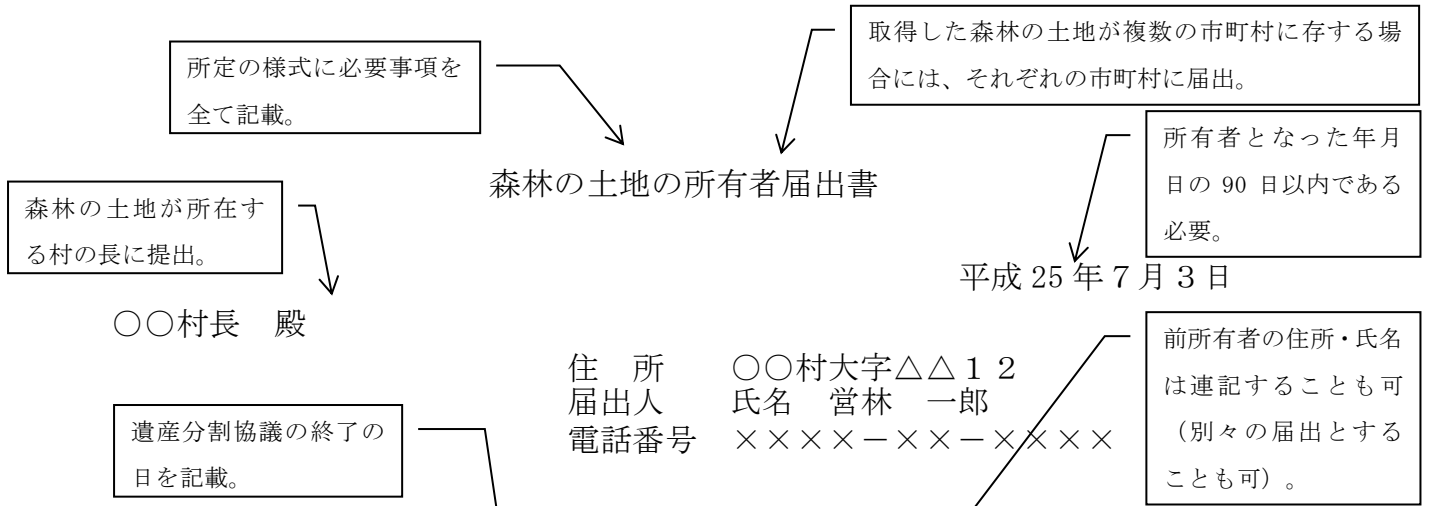 取得した森林の土地が複数の市町村に存する場
合には、それぞれの市町村に届出。
所定の様式に必要事項を
全て記載。
所有者となった年月
日の 90 日以内である
必要。
森林の土地の所有者届出書
森林の土地が所在す
る村の長に提出。
平成 25 年７月３日
○○村長　殿
前所有者の住所・氏名
は連記することも可
（別々の届出とする
ことも可）。
住　所　　○○村大字△△１２
届出人　　氏名　営林　一郎
電話番号　××××－××－××××
遺産分割協議の終了の
日を記載。